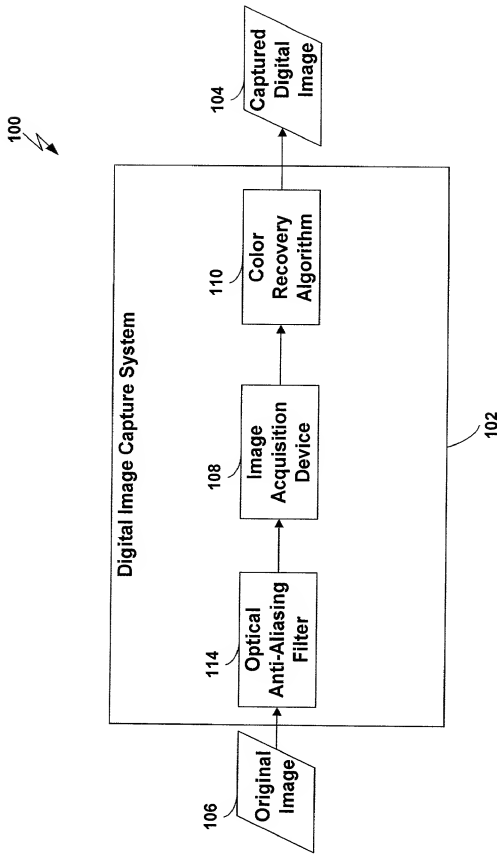 100
Digital Image Capture System
106
Original
Image
114
Optical
Anti-Aliasing
Filter
108
Image
Acquisition
Device
110
Color
Recovery
Algorithm
104
Captured
Digital
Image
102